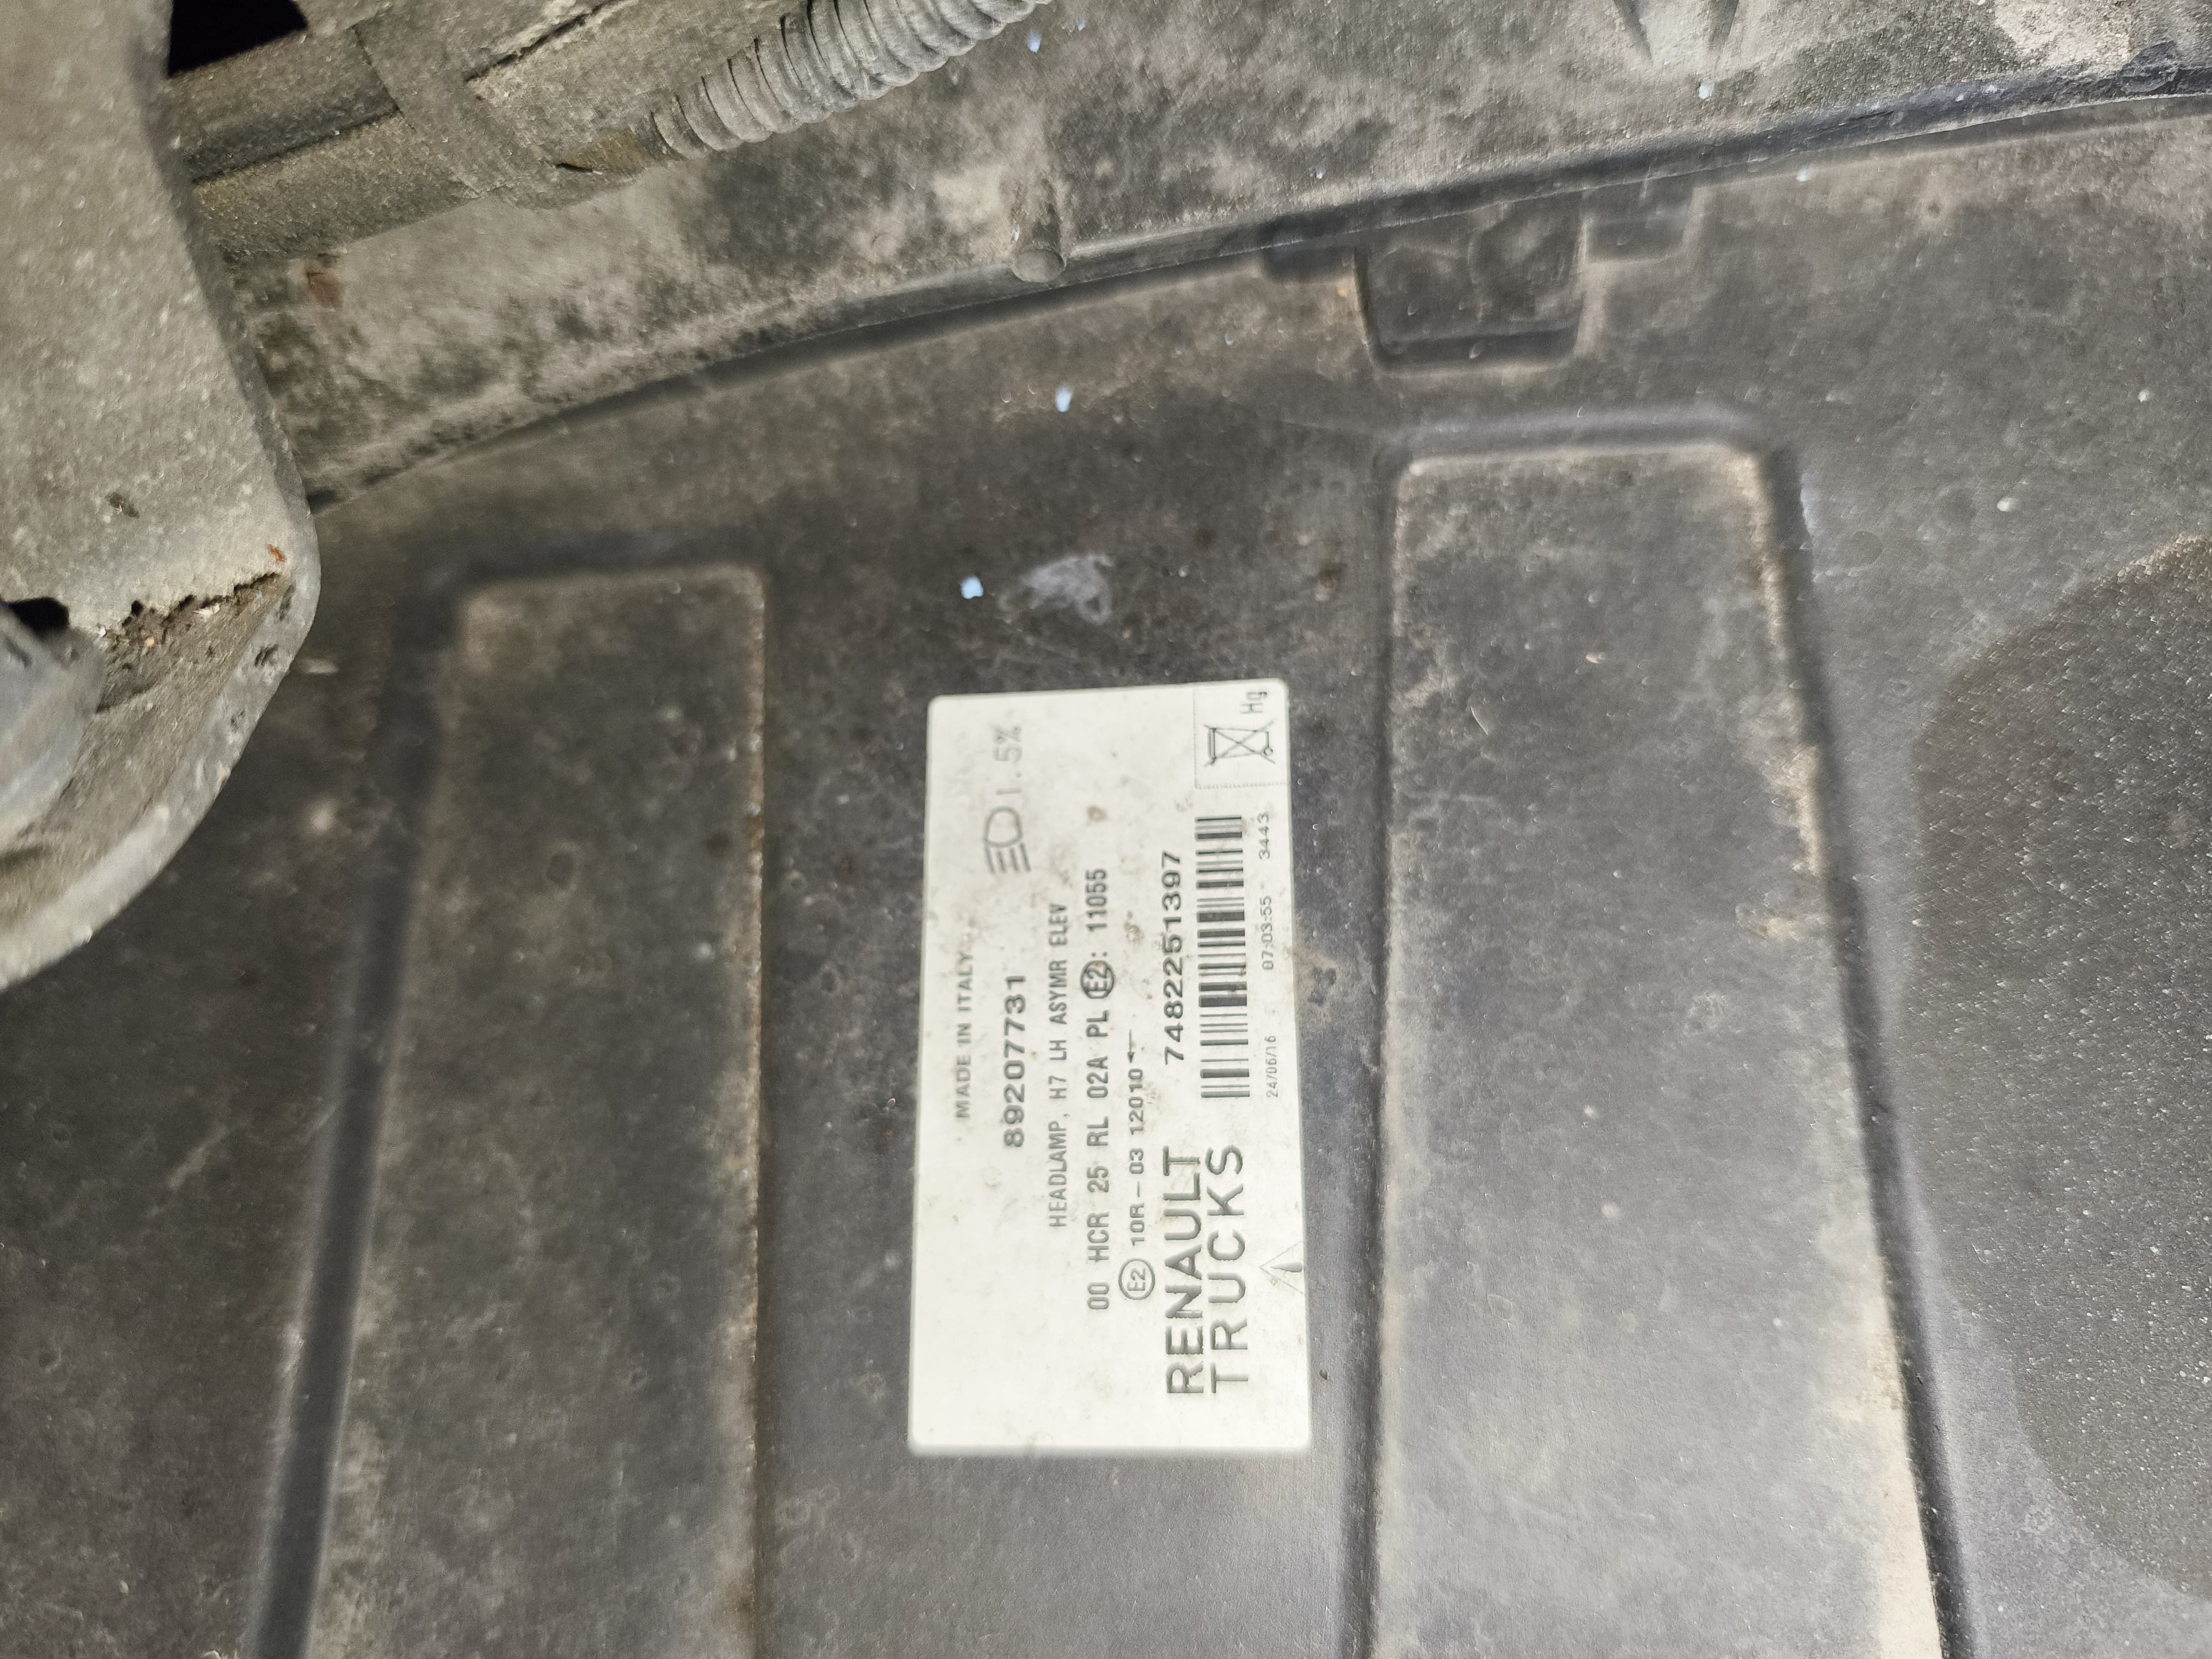 MADE IN ITALY
89207731
1.5%
HEADLAMP, H7 LH ASYMR ELEV
00 HCR 25 RL 02A PL E2: 11055
E2 10R-03 12010
RENAULT
TRUCKS
7482251397
24/06/16 07:03:55- 3443
Hg